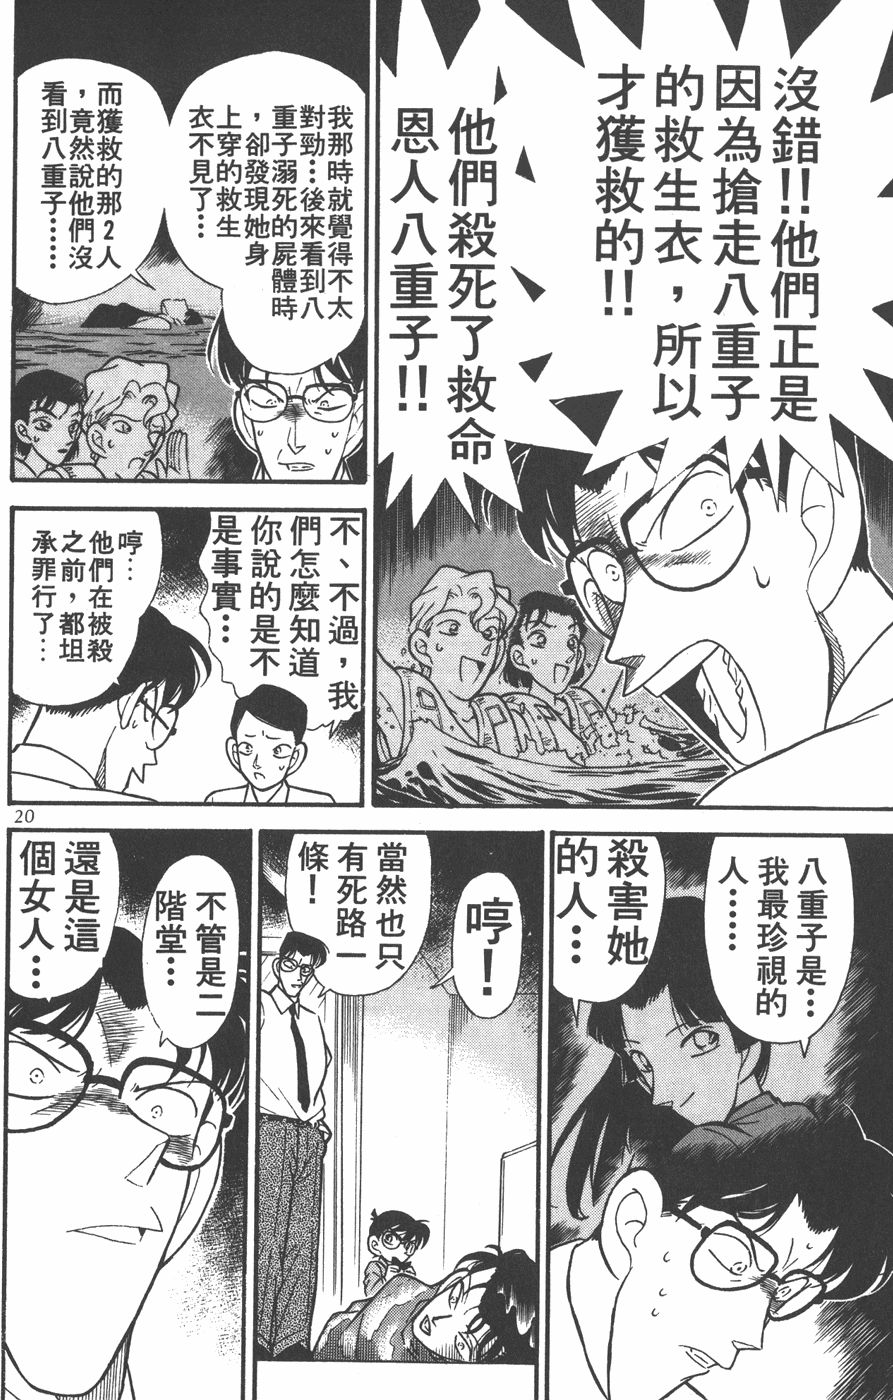 沒錯!!他們正是
因為搶走八重子
的救生衣，所以
才獲救的!!
他們殺死了救命
恩人八重子!!
我那時就覺得不太
對勁…後來看到八
重子溺死的屍體時
，卻發現她身
上穿的救生
衣不見了…
而獲救的那2人
，竟然說他們沒
看到八重子……
不、不過，我
們怎麼知道
你說的是不
是事實…
哼…
他們在被殺
之前，都坦
承罪行了…
20
八重子是…
我最珍視的
人……
殺害她
的人…
哼！
當然也只
有死路一
條！
不管是二
階堂…
還是這
個女人…